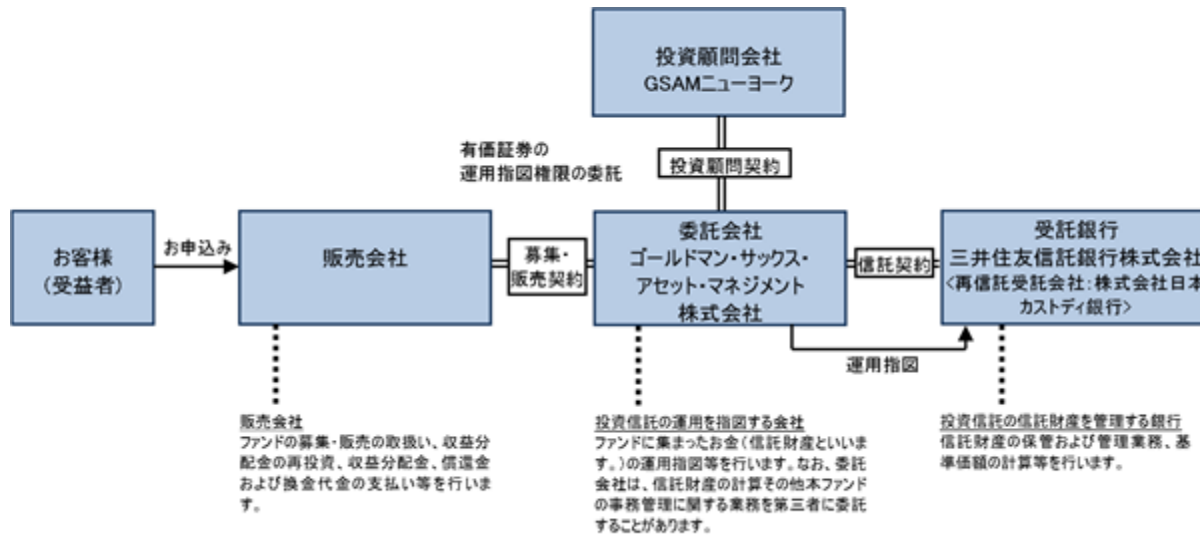 投資顧問会社
GSAMニューヨーク
有価証券の
運用指図権限の委託
投資顧問契約
お客様
(受益者)
お申込み
販売会社
募集・
販売契約
委託会社
ゴールドマン・サックス・
アセット・マネジメント
株式会社
信託契約
受託銀行
三井住友信託銀行株式会社
<再信託受託会社:株式会社日本
カストディ銀行>
運用指図
販売会社
ファンドの募集・販売の取扱い、収益分
配金の再投資、収益分配金、償還金
および換金代金の支払い等を行いま
す。
投資信託の運用を指図する会社
ファンドに集まったお金(信託財産といいま
す。)の運用指図等を行います。なお、委託
会社は、信託財産の計算その他本ファンド
の事務管理に関する業務を第三者に委託
することがあります。
投資信託の信託財産を管理する銀行
信託財産の保管および管理業務、基
準価額の計算等を行います。